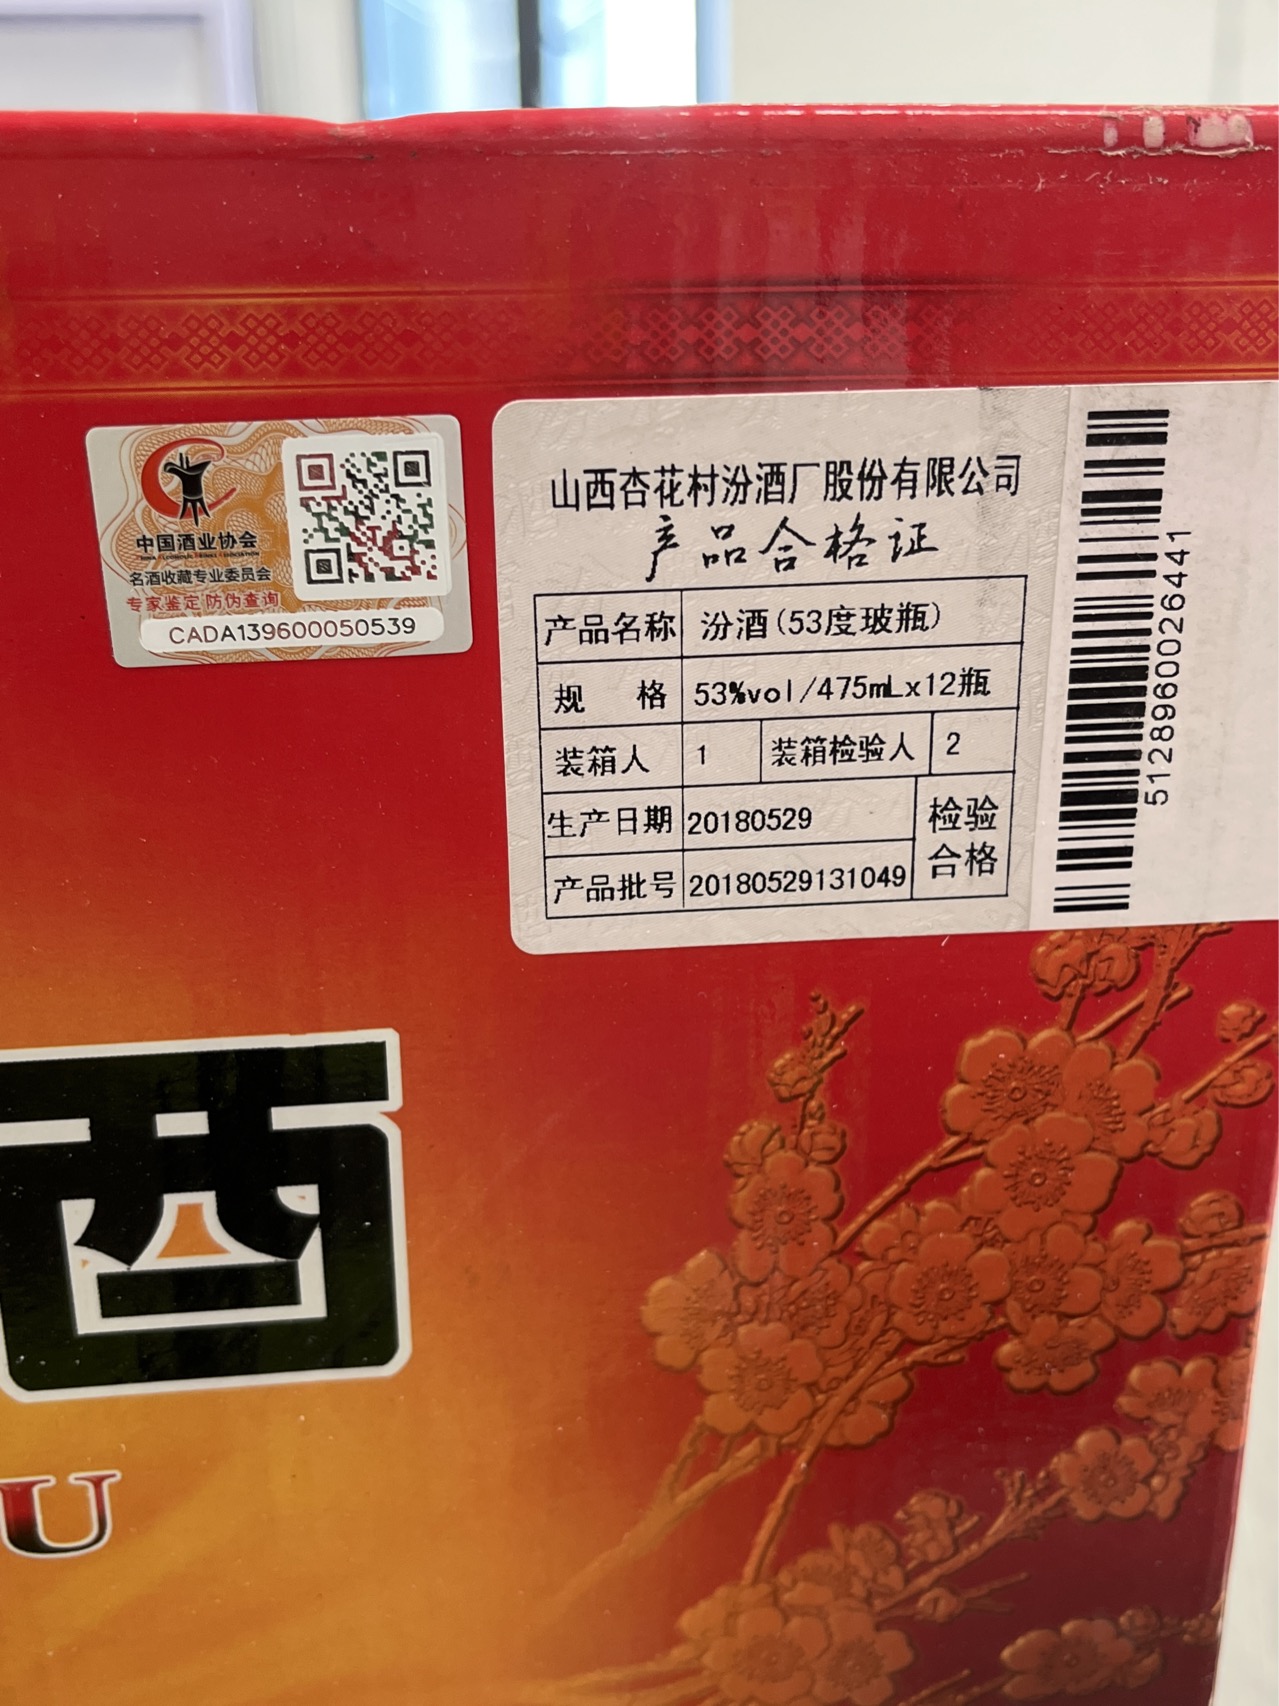 中国酒业协会
名酒收藏专业委员会
专家鉴定 防伪查询
CADA139600050539
山西杏花村汾酒厂股份有限公司
产品合格证
产品名称 汾酒(53度玻瓶)
规 格 53%vol/475mLx12瓶
装箱人 1 装箱检验人 2
生产日期 20180529 检验
产品批号 20180529131049 合格
5128960026441
U